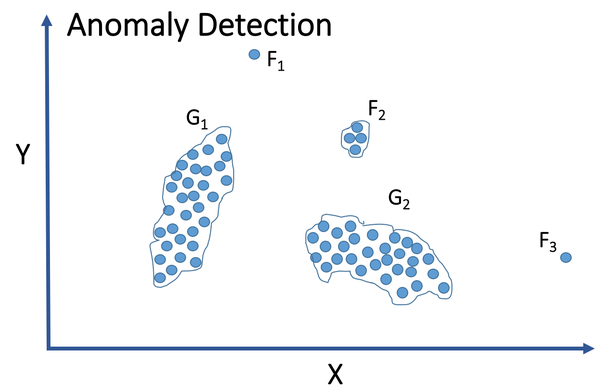 Anomaly Detection
F₁
F₂
G₁
Y
G₂
F₃
X